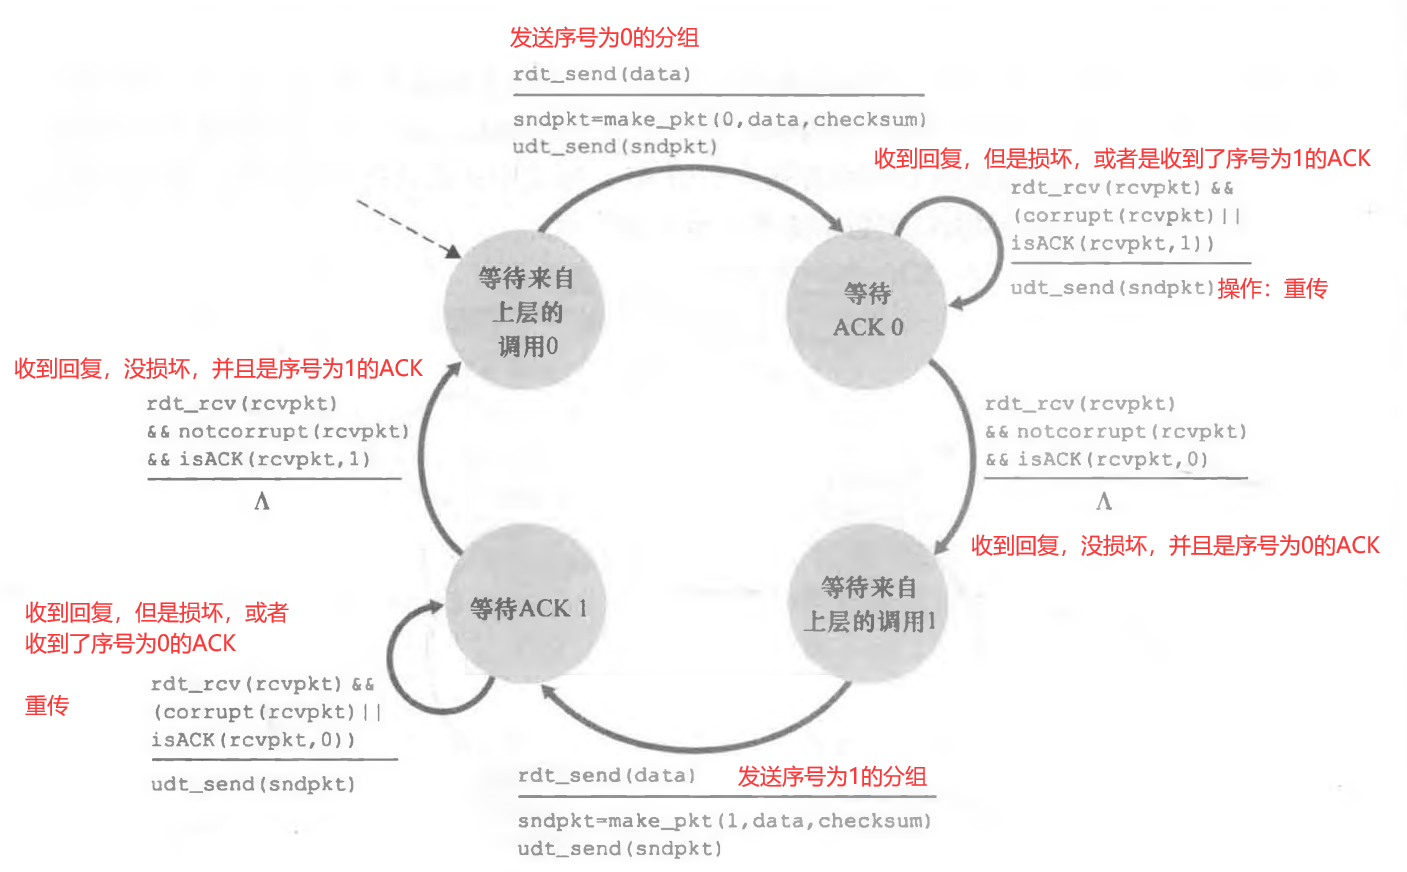 发送序号为0的分组
rdt_send(data)
sndpkt=make_pkt(0,data,checksum)
udt_send(sndpkt)
收到回复，但是损坏，或者是收到了序号为1的ACK
rdt_rcv(rcvpkt) &&
(corrupt(rcvpkt)||
isACK(rcvpkt,1))
udt_send(sndpkt)操作：重传
等待来自
上层的
调用0
等待
ACK 0
收到回复，没损坏，并且是序号为1的ACK
rdt_rcv(rcvpkt)
&& notcorrupt(rcvpkt)
&& isACK(rcvpkt,1)
Λ
rdt_rcv(rcvpkt)
&& notcorrupt(rcvpkt)
&& isACK(rcvpkt,0)
Λ
收到回复，没损坏，并且是序号为0的ACK
等待ACK 1
等待来自
上层的调用1
收到回复，但是损坏，或者
收到了序号为0的ACK
重传
rdt_rcv(rcvpkt) &&
(corrupt(rcvpkt)||
isACK(rcvpkt,0))
udt_send(sndpkt)
rdt_send(data)
发送序号为1的分组
sndpkt=make_pkt(1,data,checksum)
udt_send(sndpkt)